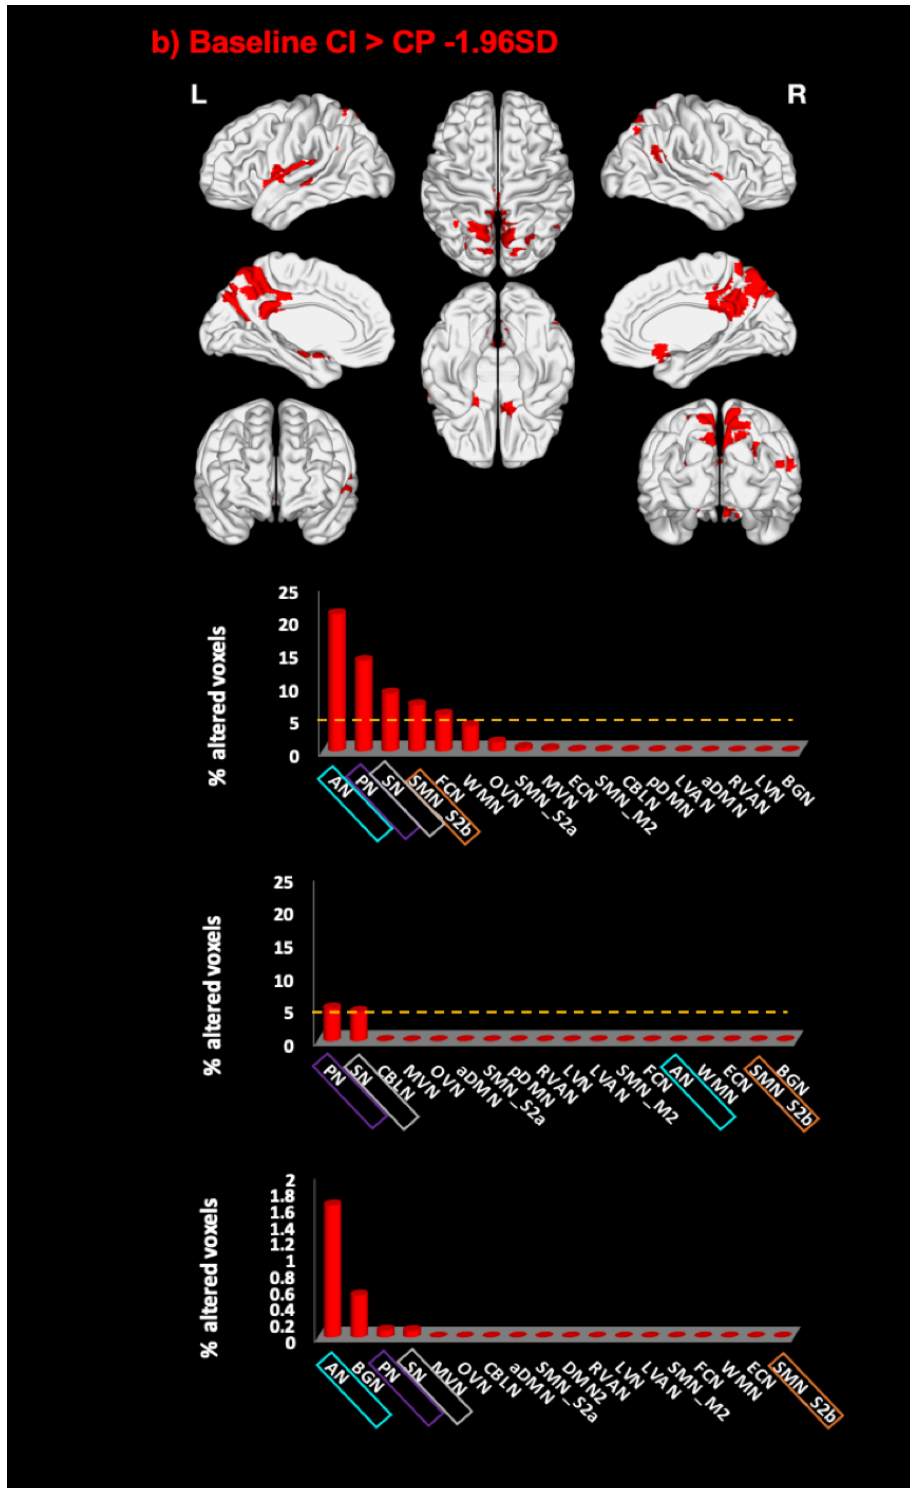 b) Baseline CI > CP -1.96SD
L
R
% altered voxels
25
20
15
10
5
0
AN
PN
SN
SMN_S2b
FCN
WMN
OVN
SMN_S2a
MVN
ECN
SMN_M2
CBLN
pDMN
LVAN
aDMN
RVAN
LVN
BGN
% altered voxels
25
20
15
10
5
0
PN
SN
CBLN
MVN
OVN
aDMN
SMN_S2a
pDMN
RVAN
LVN
LVAN
SMN_M2
FCN
AN
WMN
ECN
SMN_S2b
BGN
% altered voxels
2
1.8
1.6
1.4
1.2
1
0.8
0.6
0.4
0.2
0
AN
BGN
PN
SN
MVN
OVN
CBLN
aDMN
SMN_S2a
DMN2
RVAN
LVN
LVAN
SMN_M2
FCN
WMN
ECN
SMN_S2b